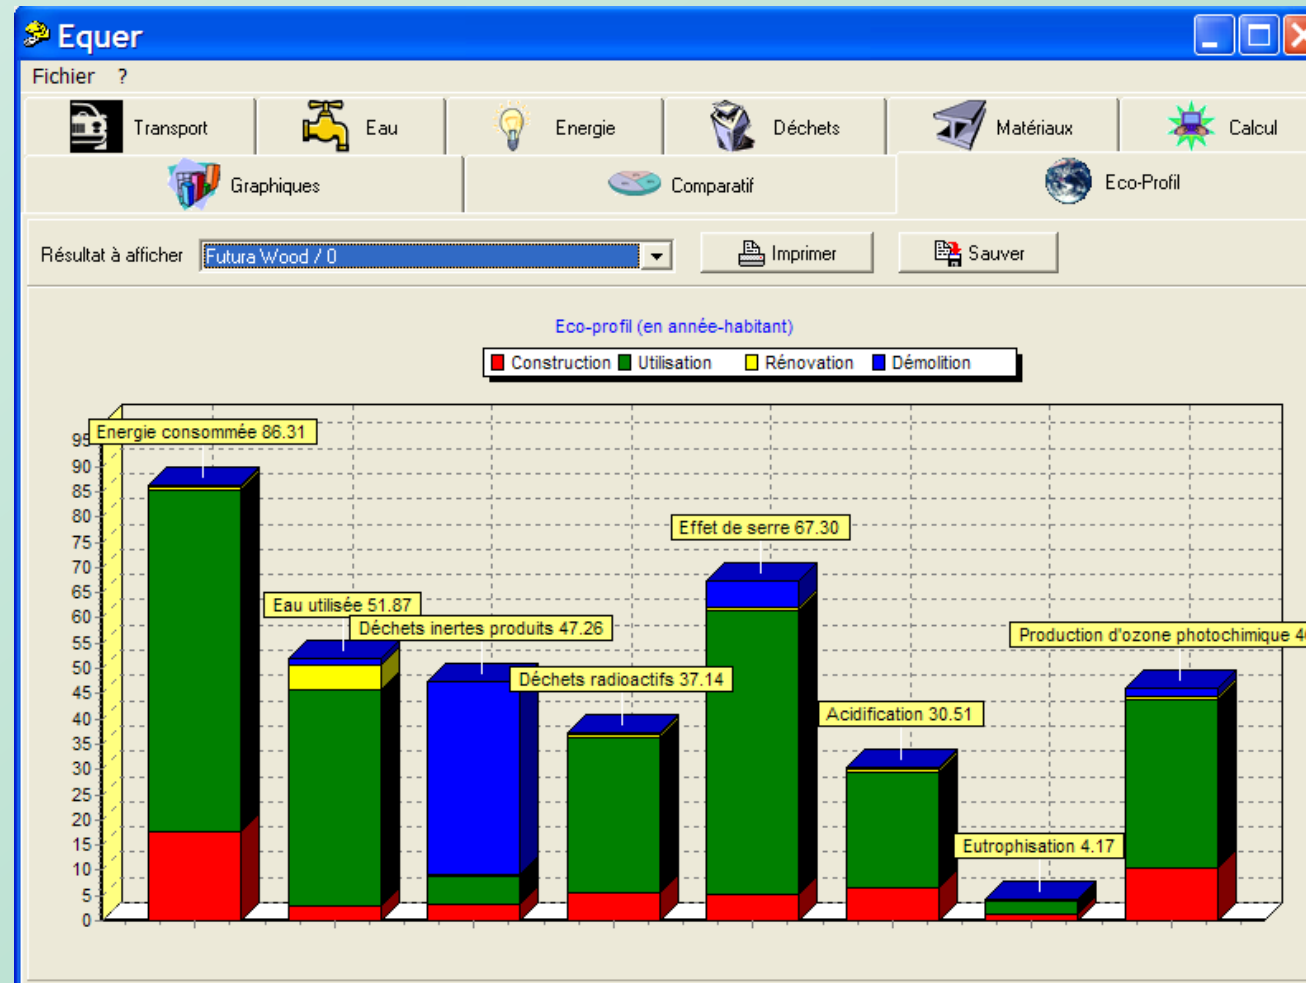 Equer
Fichier ?
Transport Eau Energie Déchets Matériaux Calcul
Graphiques Comparatif Eco-Profil
Résultat à afficher Futura Wood / 0 Imprimer Sauver
Eco-profil (en année-habitant)
Construction Utilisation Rénovation Démolition
Energie consommée 86.31
Effet de serre 67.30
Eau utilisée 51.87
Déchets inertes produits 47.26
Production d'ozone photochimique
Déchets radioactifs 37.14
Acidification 30.51
Eutrophisation 4.17
95
90
85
80
75
70
65
60
55
50
45
40
35
30
25
20
15
10
5
0